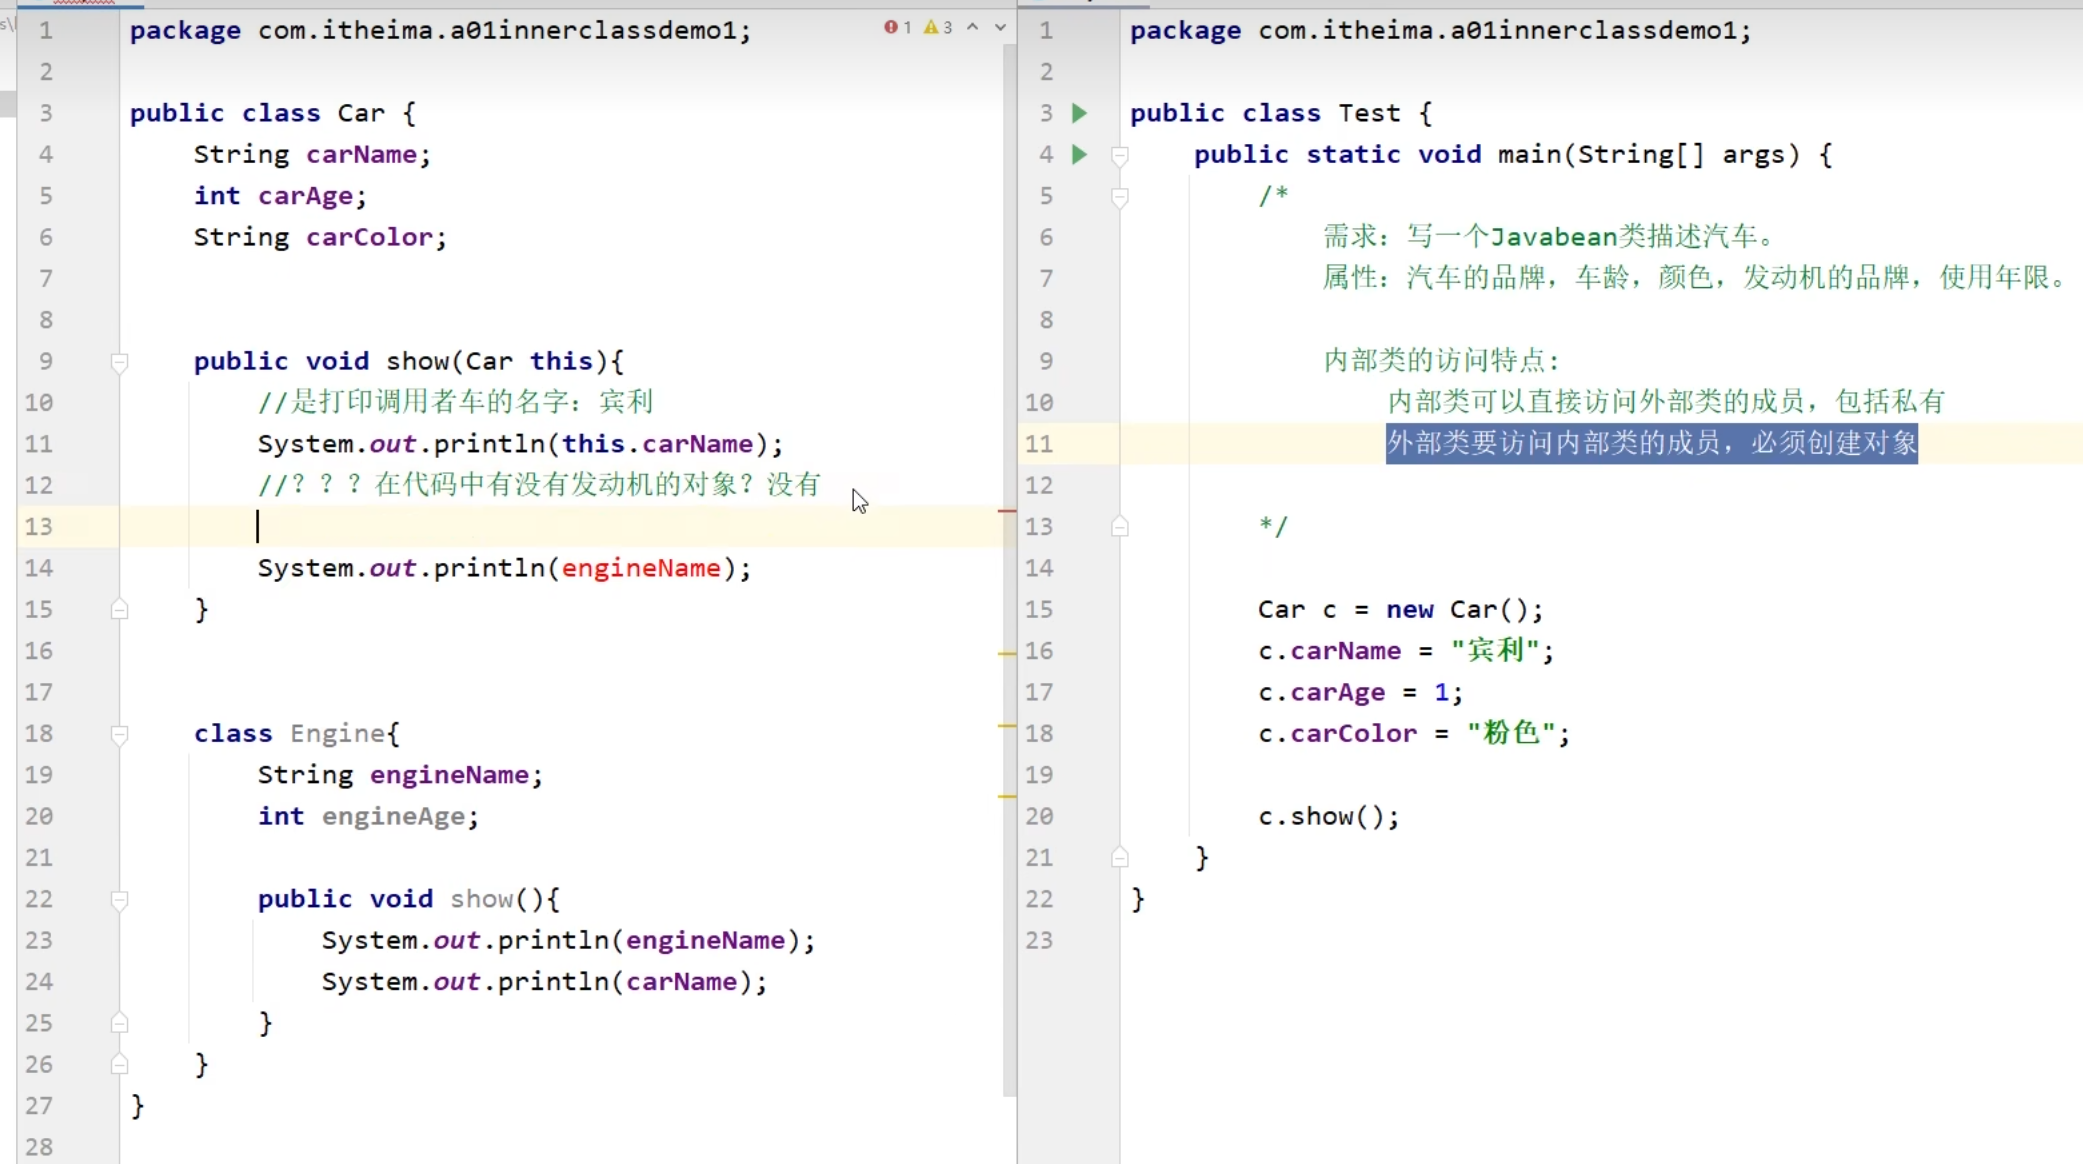 1 package com.itheima.a01innerclassdemo1;
1 3
2
3 public class Car {
4 String carName;
5 int carAge;
6 String carColor;
7
8
9 public void show(Car this){
10 //是打印调用者车的名字：宾利
11 System.out.println(this.carName);
12 //？？？在代码中有没有发动机的对象？没有
13
14 System.out.println(engineName);
15 }
16
17
18 class Engine{
19 String engineName;
20 int engineAge;
21
22 public void show(){
23 System.out.println(engineName);
24 System.out.println(carName);
25 }
26 }
27 }
28
1 package com.itheima.a01innerclassdemo1;
2
3 public class Test {
4 public static void main(String[] args) {
5 /*
6 需求：写一个Javabean类描述汽车。
7 属性：汽车的品牌，车龄，颜色，发动机的品牌，使用年限。
8
9 内部类的访问特点：
10 内部类可以直接访问外部类的成员，包括私有
11 外部类要访问内部类的成员，必须创建对象
12
13 */
14
15 Car c = new Car();
16 c.carName = "宾利";
17 c.carAge = 1;
18 c.carColor = "粉色";
19
20 c.show();
21 }
22 }
23